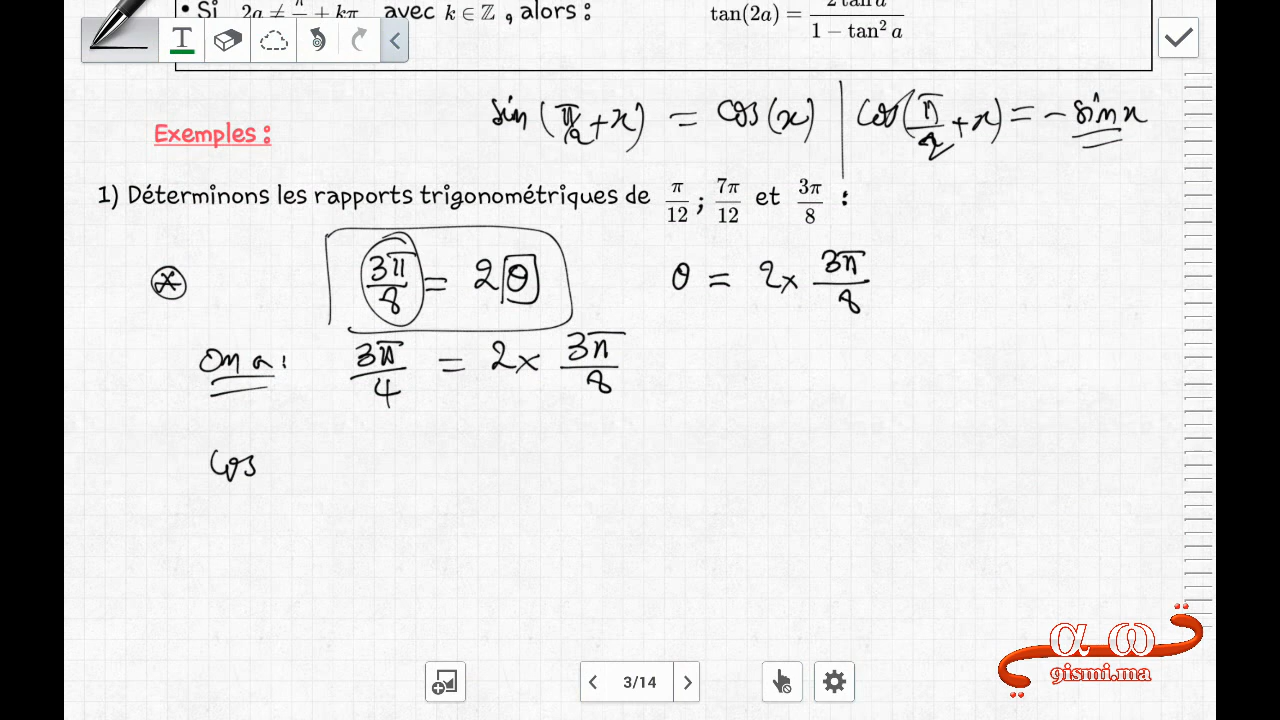 • Si 2a ≠ π/ + kπ avec k ∈ ℤ , alors : tan(2a) = 2 tan a / (1 − tan² a)
T
sin(π/2 + x) = cos(x) | cos(π/2 + x) = − sin x
Exemples :
1) Déterminons les rapports trigonométriques de π/12 ; 7π/12 et 3π/8 :
3π/8 = 2θ θ = 2 × 3π/8
On a : 3π/4 = 2 × 3π/8
cos
α ω
gismi.ma
3/14